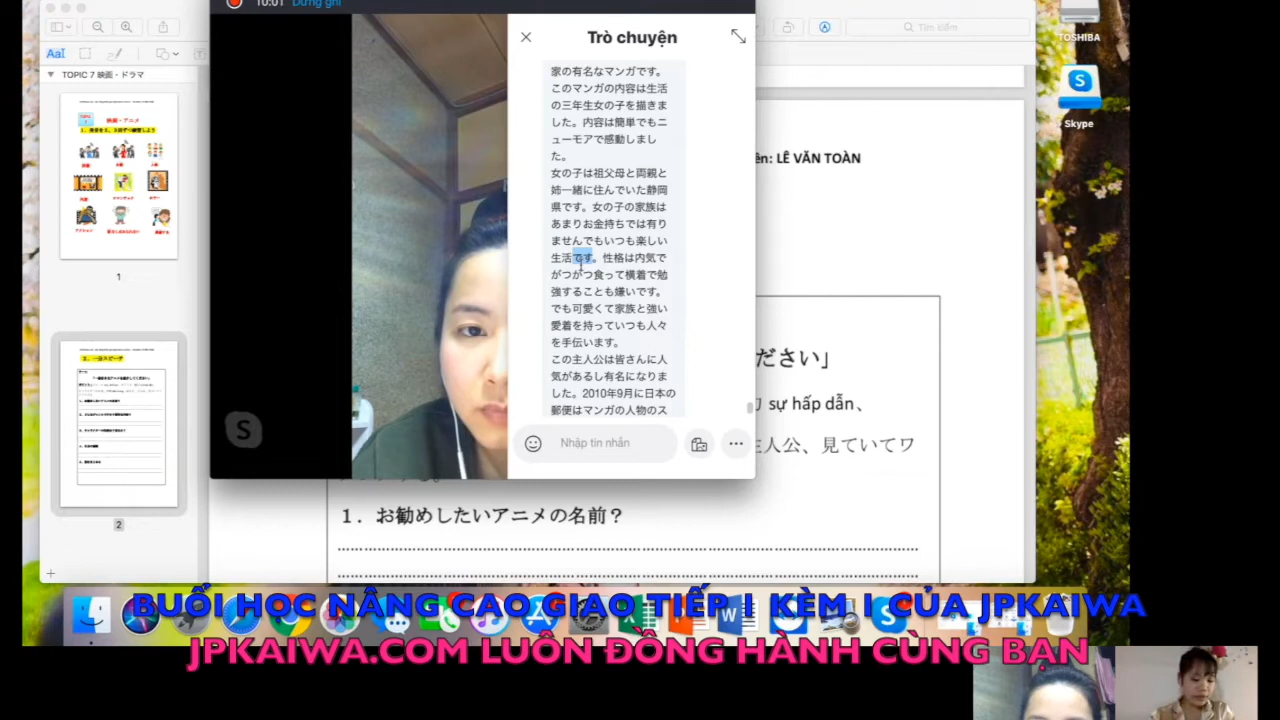 10:01 Dừng ghi
Trò chuyện
家の有名なマンガです。
このマンガの内容は生活
の三年生女の子を描きま
した。内容は簡単でもニ
ューモアで感動しまし
た。
女の子は祖父母と両親と
姉一緒に住んでいた静岡
県です。女の子の家族は
あまりお金持ちでは有り
ませんでもいつも楽しい
生活です。性格は内気で
がつがつ食って横着で勉
強することも嫌いです。
でも可愛くて家族と強い
愛着を持っていつも人々
を手伝います。
この主人公は皆さんに人
気があるし有名になりま
した。2010年9月に日本の
郵便はマンガの人物のス
Nhập tin nhắn
Tìm kiếm
TOSHIBA
Skype
TOPIC 7 映画・ドラマ
映画・アニメ
1
2
ên: LÊ VĂN TOÀN
ださい」
sự hấp dẫn、
主人公、見ていてワ
1．お勧めしたいアニメの名前？
BUỔI HỌC NÂNG CAO GIAO TIẾP 1 KÈM 1 CỦA JPKAIWA
JPKAIWA.COM LUÔN ĐỒNG HÀNH CÙNG BẠN